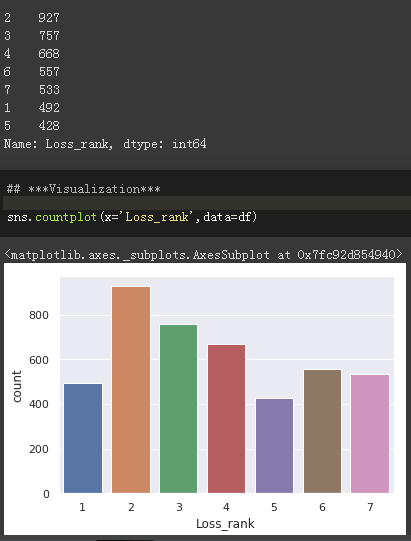 2    927
3    757
4    668
6    557
7    533
1    492
5    428
Name: Loss_rank, dtype: int64
## ***Visualization***
sns.countplot(x='Loss_rank',data=df)
<matplotlib.axes._subplots.AxesSubplot at 0x7fc92d854940>
800
600
400
200
0
count
1 2 3 4 5 6 7
Loss_rank